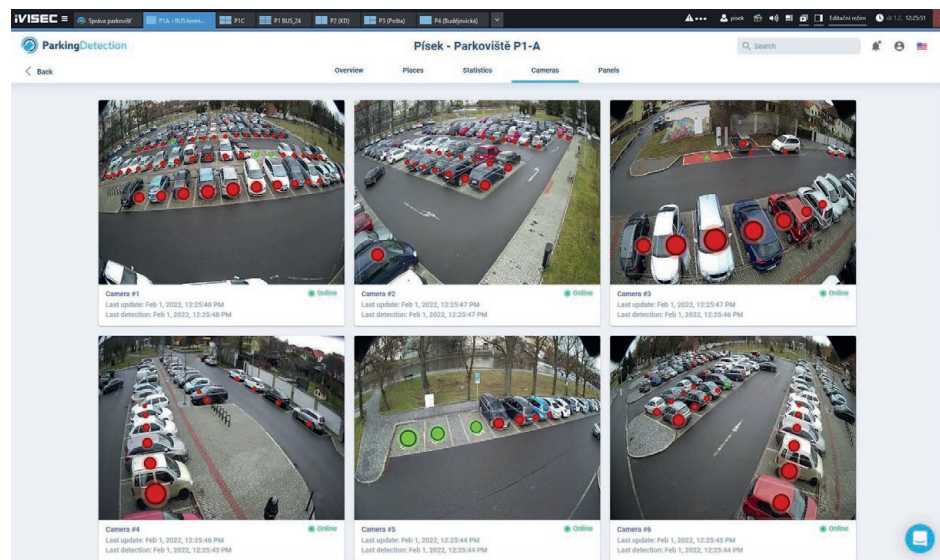 iVISEC
Správa parkovišť
P1A - BUS termi...
P1C
P1 BUS_24
P2 (KD)
P3 (Pošta)
P4 (Budějovická)
pisek
Editační režim
út 1.2. 12:25:51
ParkingDetection
Písek - Parkoviště P1-A
Search
Back
Overview
Places
Statistics
Cameras
Panels
Camera #1
Online
Last update: Feb 1, 2022, 12:25:48 PM
Last detection: Feb 1, 2022, 12:25:48 PM
Camera #2
Online
Last update: Feb 1, 2022, 12:25:47 PM
Last detection: Feb 1, 2022, 12:25:47 PM
Camera #3
Online
Last update: Feb 1, 2022, 12:25:47 PM
Last detection: Feb 1, 2022, 12:25:46 PM
Camera #4
Online
Last update: Feb 1, 2022, 12:25:46 PM
Last detection: Feb 1, 2022, 12:25:43 PM
Camera #5
Online
Last update: Feb 1, 2022, 12:25:44 PM
Last detection: Feb 1, 2022, 12:25:44 PM
Camera #6
Online
Last update: Feb 1, 2022, 12:25:43 PM
Last detection: Feb 1, 2022, 12:25:44 PM